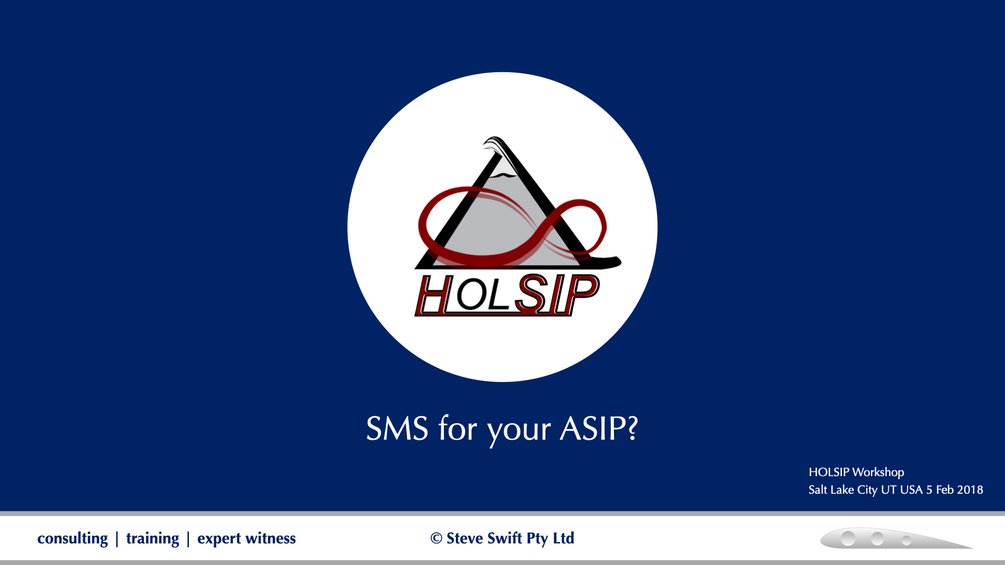 HOLSIP
SMS for your ASIP?
HOLSIP Workshop
Salt Lake City UT USA 5 Feb 2018
consulting | training | expert witness
© Steve Swift Pty Ltd